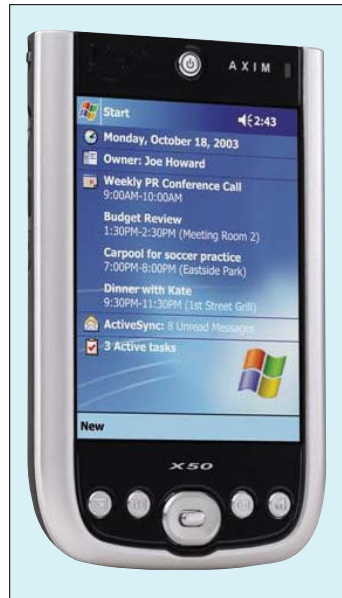 AXIM
Start 2:43
Monday, October 18, 2003
Owner: Joe Howard
Weekly PR Conference Call
9:00AM-10:00AM
Budget Review
1:30PM-2:30PM (Meeting Room 2)
Carpool for soccer practice
7:00PM-8:00PM (Eastside Park)
Dinner with Kate
9:30PM-11:30PM (1st Street Grill)
ActiveSync: 8 Unread Messages
3 Active tasks
New
X50